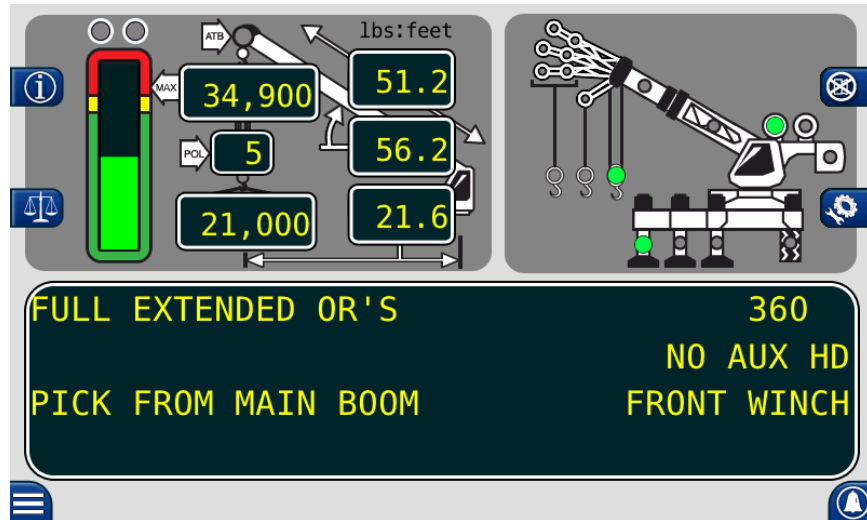 ATB
lbs:feet
MAX
34,900
51.2
POL
5
56.2
21,000
21.6
FULL EXTENDED OR'S 360
NO AUX HD
PICK FROM MAIN BOOM FRONT WINCH